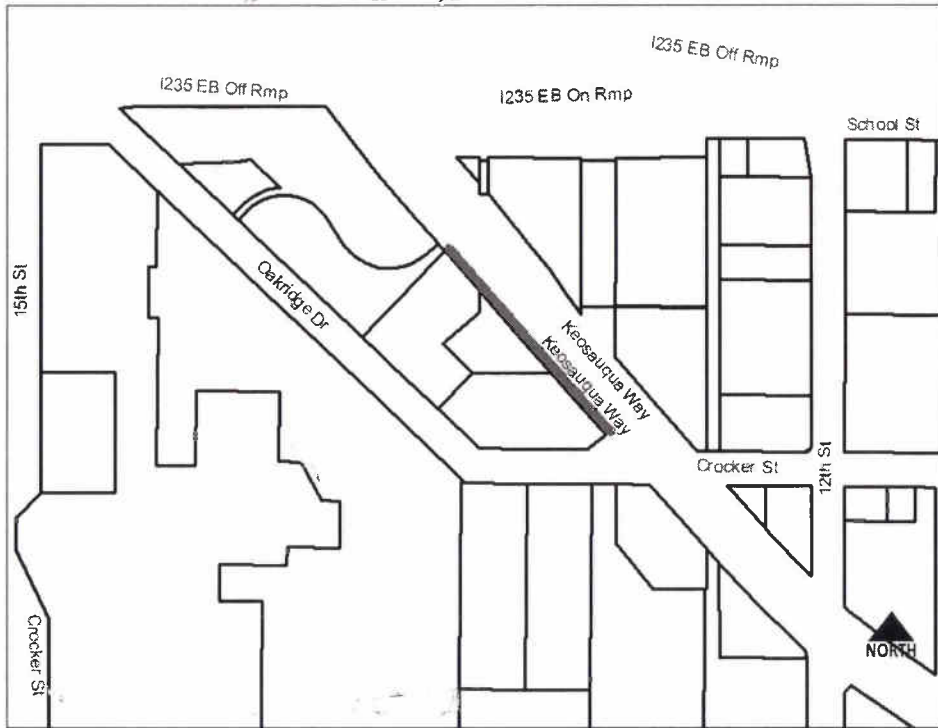 I235 EB Off Rmp
I235 EB Off Rmp
I235 EB On Rmp
School St
15th St
Oakridge Dr
Keosauqua Way
Keosauqua Way
Crocker St
12th St
Crocker St
NORTH